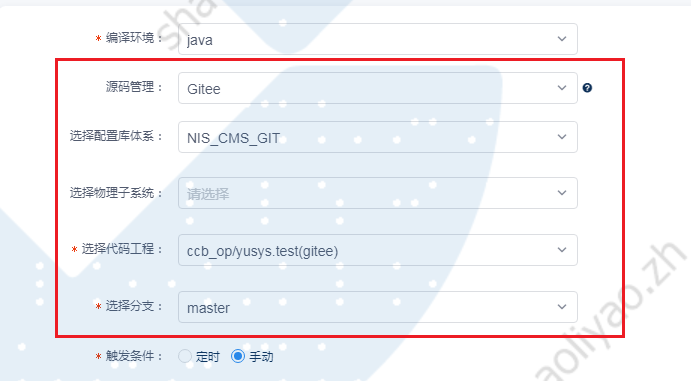 * 编译环境： java
源码管理： Gitee
选择配置库体系： NIS_CMS_GIT
选择物理子系统： 请选择
* 选择代码工程： ccb_op/yusys.test(gitee)
* 选择分支： master
* 触发条件： 定时 手动
sha
aoliyao.zh